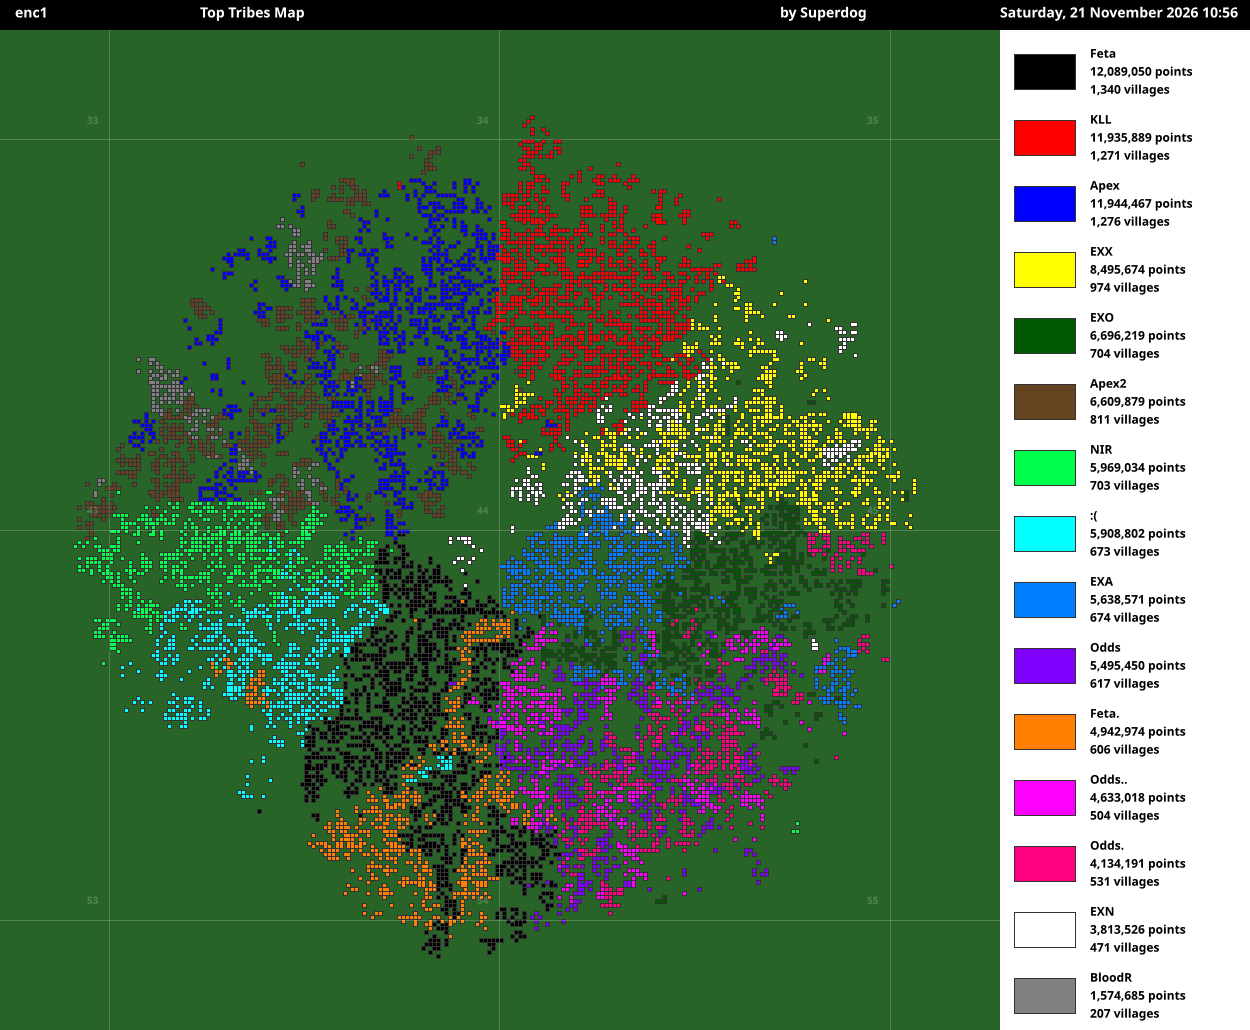 enc1 Top Tribes Map by Superdog Saturday, 21 November 2026 10:56
33 34 35
44
53 54 55
Feta
12,089,050 points
1,340 villages
KLL
11,935,889 points
1,271 villages
Apex
11,944,467 points
1,276 villages
EXX
8,495,674 points
974 villages
EXO
6,696,219 points
704 villages
Apex2
6,609,879 points
811 villages
NIR
5,969,034 points
703 villages
:(
5,908,802 points
673 villages
EXA
5,638,571 points
674 villages
Odds
5,495,450 points
617 villages
Feta.
4,942,974 points
606 villages
Odds..
4,633,018 points
504 villages
Odds.
4,134,191 points
531 villages
EXN
3,813,526 points
471 villages
BloodR
1,574,685 points
207 villages